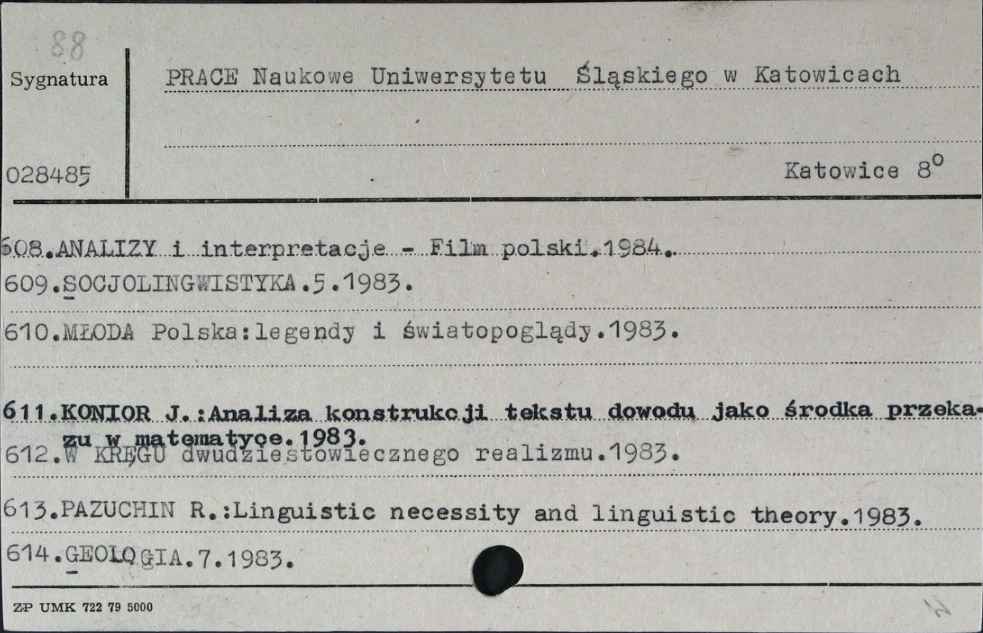 88
Sygnatura
PRACE Naukowe Uniwersytetu Śląskiego w Katowicach
028485
Katowice 8°
608.ANALIZY i interpretacje - Film polski.1984.
609.SOCJOLINGWISTYKA.5.1983.
610.MŁODA Polska:legendy i światopoglądy.1983.
611.KONIOR J.:Analiza konstrukcji tekstu dowodu jako środka przeka-
zu w matematyce.1983.
612.W KRĘGU dwudziestowiecznego realizmu.1983.
613.PAZUCHIN R.:Linguistic necessity and linguistic theory.1983.
614.GEOLOGIA.7.1983.
ZP UMK 722 79 5000